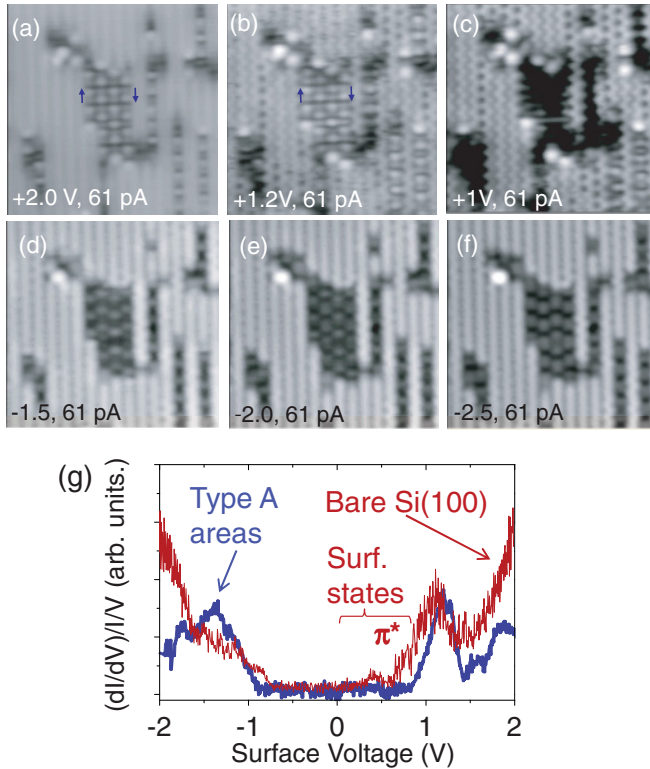 (a)
+2.0 V, 61 pA
(b)
+1.2V, 61 pA
(c)
+1V, 61 pA
(d)
-1.5, 61 pA
(e)
-2.0, 61 pA
(f)
-2.5, 61 pA
(g)
Type A
areas
Bare Si(100)
Surf.
states
π*
(dI/dV)/I/V (arb. units.)
-2 -1 0 1 2
Surface Voltage (V)